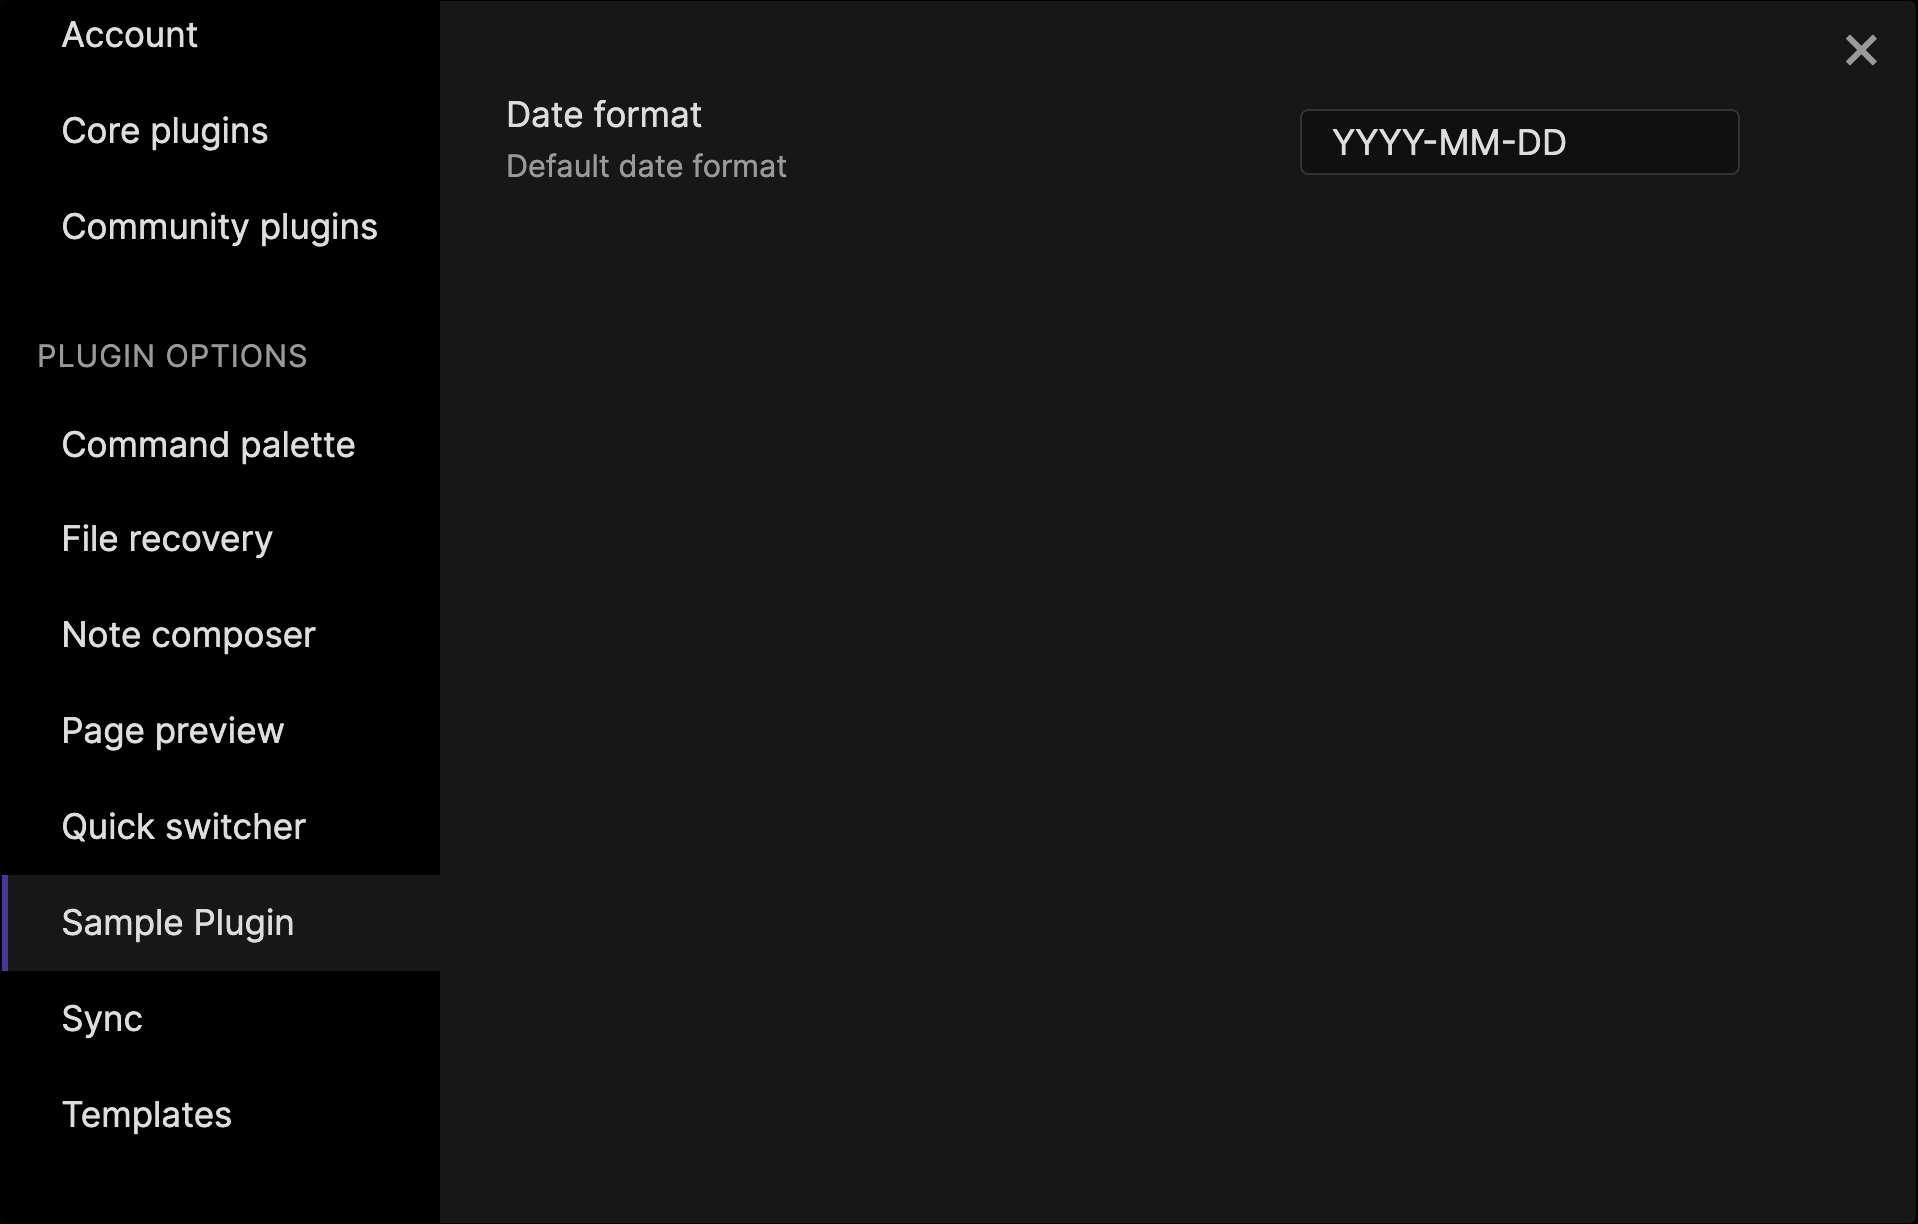 Account
Core plugins
Community plugins
PLUGIN OPTIONS
Command palette
File recovery
Note composer
Page preview
Quick switcher
Sample Plugin
Sync
Templates
Date format
Default date format
YYYY-MM-DD